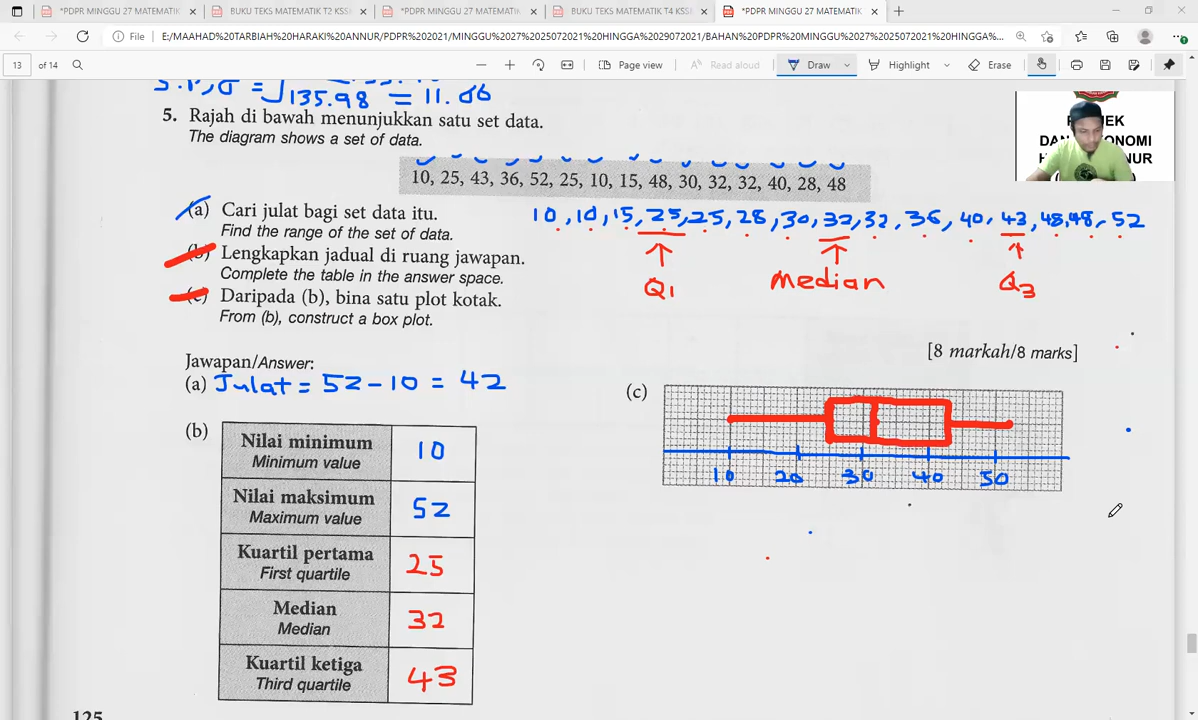 *PDPR MINGGU 27 MATEMATIK
BUKU TEKS MATEMATIK T2 KSS
*PDPR MINGGU 27 MATEMATIK
BUKU TEKS MATEMATIK T4 KSS
*PDPR MINGGU 27 MATEMATIK
File
E:/MAAHAD%20TARBIAH%20HARAKI%20ANNUR/PDPR%202021/MINGGU%2027%2025072021%20HINGGA%2029072021/BAHAN%20PDPR%20MINGGU%2027%2025072021%20HINGGA%...
13 of 14
Page view
Read aloud
Draw
Highlight
Erase
135.98 = 11.66
5. Rajah di bawah menunjukkan satu set data.
The diagram shows a set of data.
10, 25, 43, 36, 52, 25, 10, 15, 48, 30, 32, 32, 40, 28, 48
(a) Cari julat bagi set data itu.
Find the range of the set of data.
10, 10, 15, 25, 25, 28, 30, 32, 32, 36, 40, 43, 48, 48, 52
(b) Lengkapkan jadual di ruang jawapan.
Complete the table in the answer space.
Q1 Median Q3
(c) Daripada (b), bina satu plot kotak.
From (b), construct a box plot.
[8 markah/8 marks]
Jawapan/Answer:
(a) Julat = 52 - 10 = 42
(b)
Nilai minimum 10
Minimum value
Nilai maksimum 52
Maximum value
Kuartil pertama 25
First quartile
Median 32
Median
Kuartil ketiga 43
Third quartile
(c)
10 20 30 40 50
125